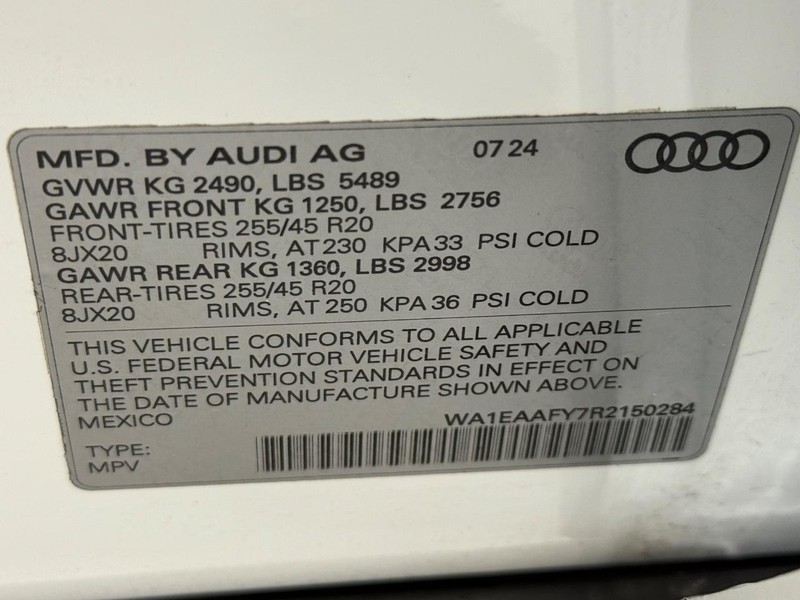 MFD. BY AUDI AG 07 24
GVWR KG 2490, LBS 5489
GAWR FRONT KG 1250, LBS 2756
FRONT-TIRES 255/45 R20
8JX20 RIMS, AT 230 KPA 33 PSI COLD
GAWR REAR KG 1360, LBS 2998
REAR-TIRES 255/45 R20
8JX20 RIMS, AT 250 KPA 36 PSI COLD
THIS VEHICLE CONFORMS TO ALL APPLICABLE
U.S. FEDERAL MOTOR VEHICLE SAFETY AND
THEFT PREVENTION STANDARDS IN EFFECT ON
THE DATE OF MANUFACTURE SHOWN ABOVE.
MEXICO WA1EAAFY7R2150284
TYPE:
MPV